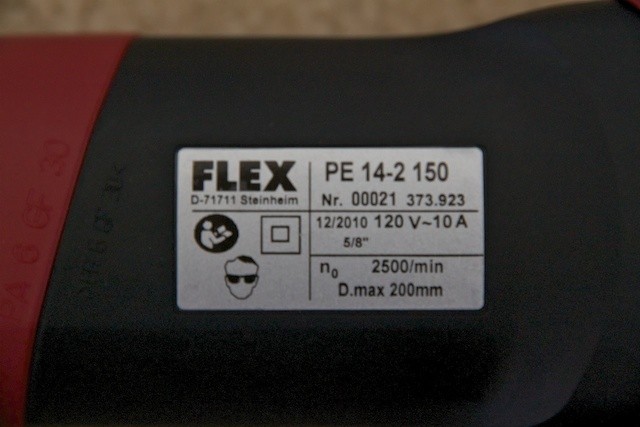 FLEX
D-71711 Steinheim
PE 14-2 150
Nr. 00021 373.923
12/2010 120 V~10 A
5/8"
n₀ 2500/min
D.max 200mm